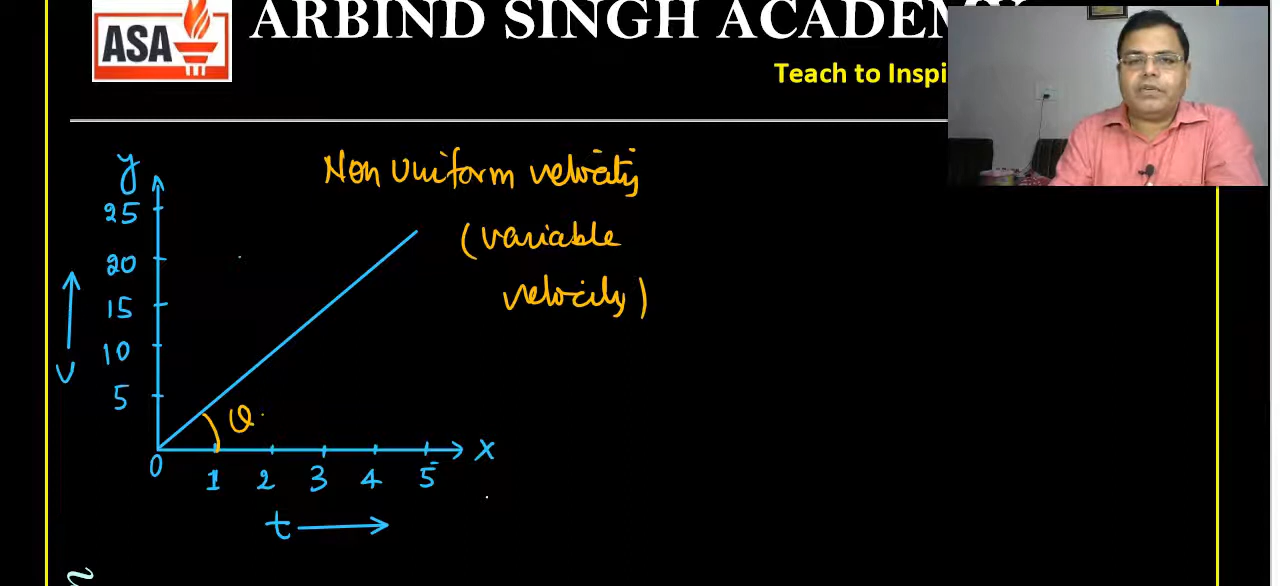 ASA
ARBIND SINGH ACADEM
Teach to Inspi
y
Non Uniform velocity
(variable
velocity)
25
20
15
10
5
v
θ
0
1 2 3 4 5
x
t